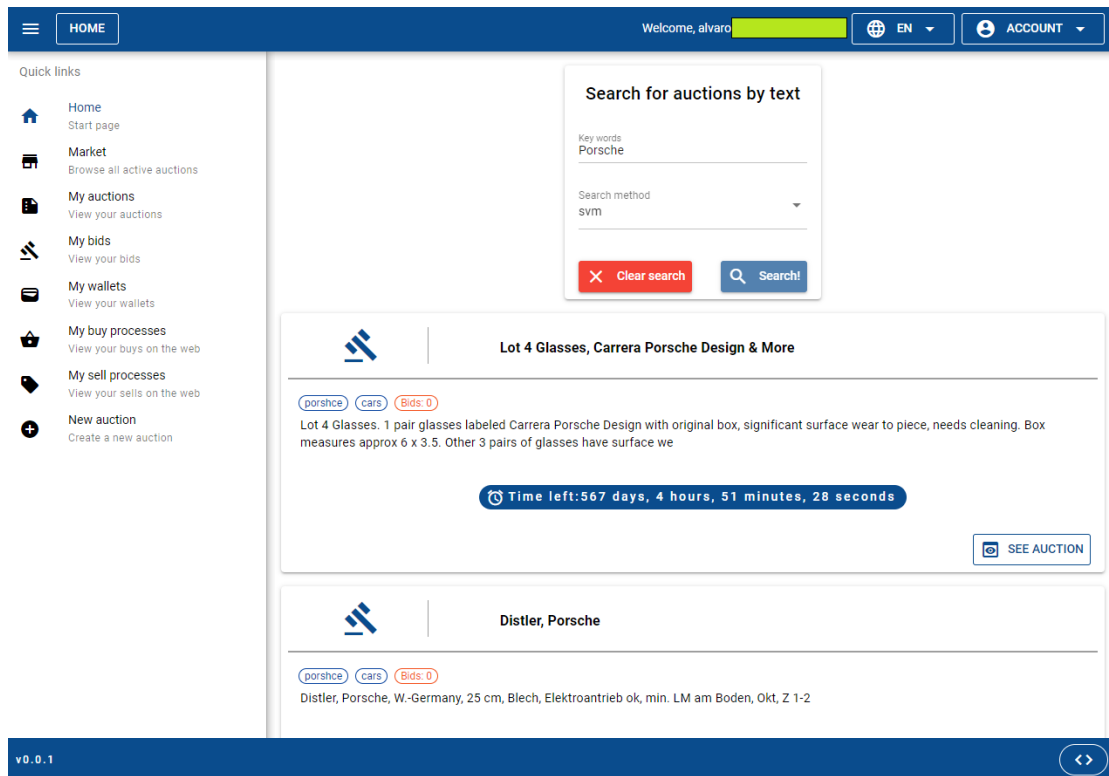 HOME
Welcome, alvaro
EN
ACCOUNT
Quick links
Home
Start page
Market
Browse all active auctions
My auctions
View your auctions
My bids
View your bids
My wallets
View your wallets
My buy processes
View your buys on the web
My sell processes
View your sells on the web
New auction
Create a new auction
Search for auctions by text
Key words
Porsche
Search method
svm
Clear search
Search!
Lot 4 Glasses, Carrera Porsche Design & More
porshce cars Bids: 0
Lot 4 Glasses. 1 pair glasses labeled Carrera Porsche Design with original box, significant surface wear to piece, needs cleaning. Box
measures approx 6 x 3.5. Other 3 pairs of glasses have surface we
Time left:567 days, 4 hours, 51 minutes, 28 seconds
SEE AUCTION
Distler, Porsche
porshce cars Bids: 0
Distler, Porsche, W.-Germany, 25 cm, Blech, Elektroantrieb ok, min. LM am Boden, Okt, Z 1-2
v0.0.1